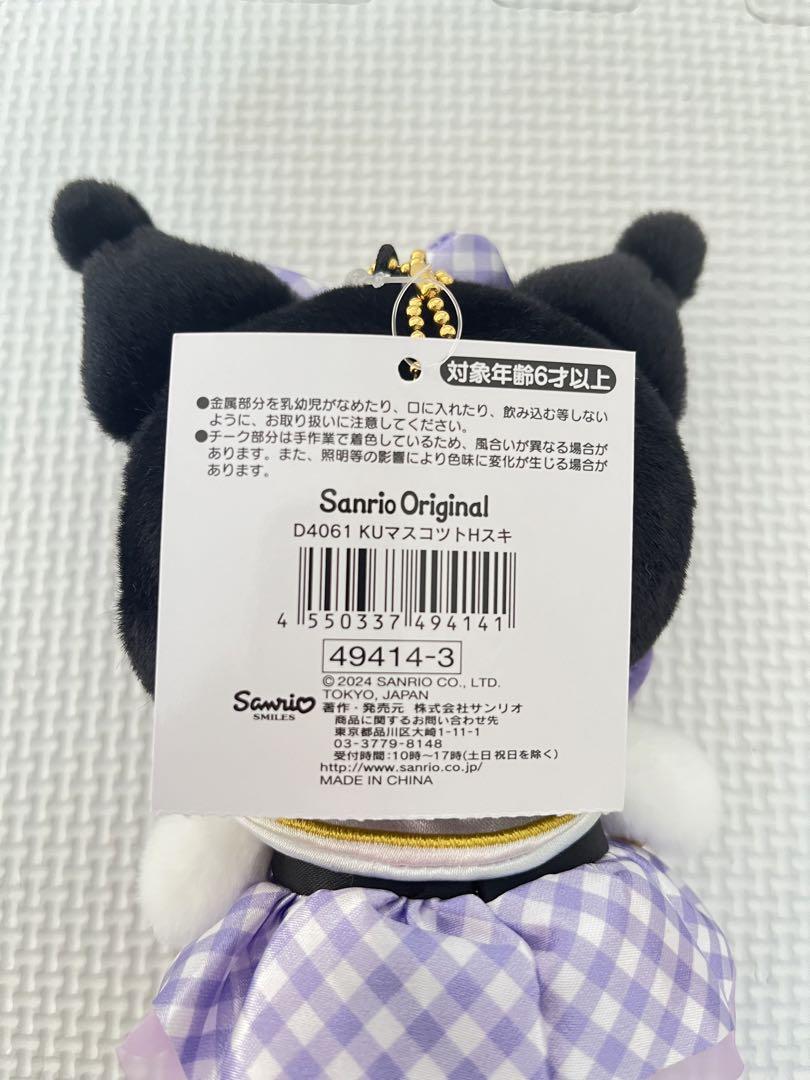 対象年齢6才以上
●金属部分を乳幼児がなめたり、口に入れたり、飲み込む等しない
ように、お取り扱いに注意してください。
●チーク部分は手作業で着色しているため、風合いが異なる場合が
あります。また、照明等の影響により色味に変化が生じる場合が
あります。
Sanrio Original
D4061 KUマスコツトHスキ
4 550337 494141
49414-3
© 2024 SANRIO CO., LTD.
TOKYO, JAPAN
Sanrio
SMILES
著作・発売元 株式会社サンリオ
商品に関するお問い合わせ先
東京都品川区大崎1-11-1
03-3779-8148
受付時間:10時～17時(土日祝日を除く)
http://www.sanrio.co.jp/
MADE IN CHINA